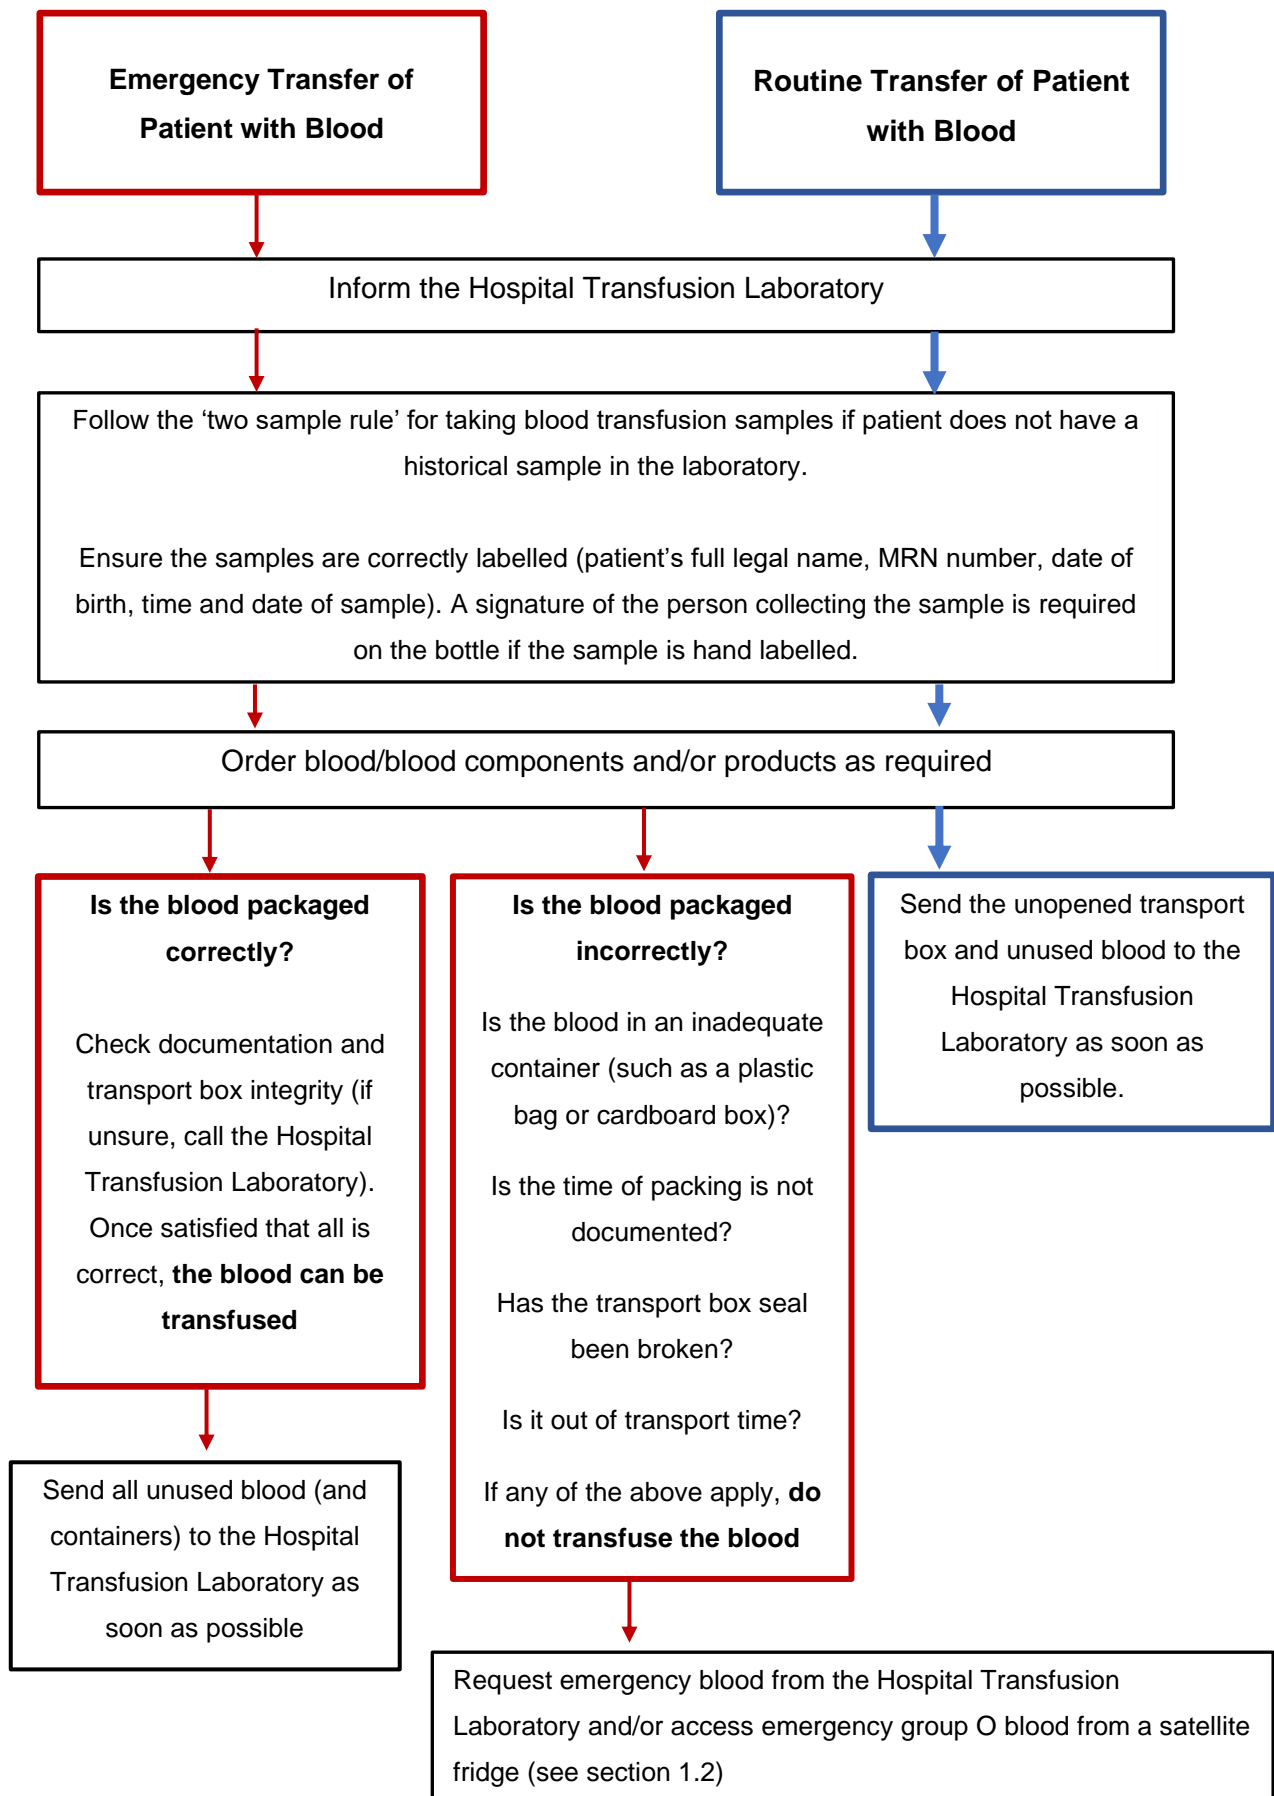 Emergency Transfer of
Patient with Blood
Routine Transfer of Patient
with Blood
Inform the Hospital Transfusion Laboratory
Follow the ‘two sample rule’ for taking blood transfusion samples if patient does not have a
historical sample in the laboratory.
Ensure the samples are correctly labelled (patient’s full legal name, MRN number, date of
birth, time and date of sample). A signature of the person collecting the sample is required
on the bottle if the sample is hand labelled.
Order blood/blood components and/or products as required
Is the blood packaged
correctly?
Check documentation and
transport box integrity (if
unsure, call the Hospital
Transfusion Laboratory).
Once satisfied that all is
correct, the blood can be
transfused
Is the blood packaged
incorrectly?
Is the blood in an inadequate
container (such as a plastic
bag or cardboard box)?
Is the time of packing is not
documented?
Has the transport box seal
been broken?
Is it out of transport time?
If any of the above apply, do
not transfuse the blood
Send the unopened transport
box and unused blood to the
Hospital Transfusion
Laboratory as soon as
possible.
Send all unused blood (and
containers) to the Hospital
Transfusion Laboratory as
soon as possible
Request emergency blood from the Hospital Transfusion
Laboratory and/or access emergency group O blood from a satellite
fridge (see section 1.2)